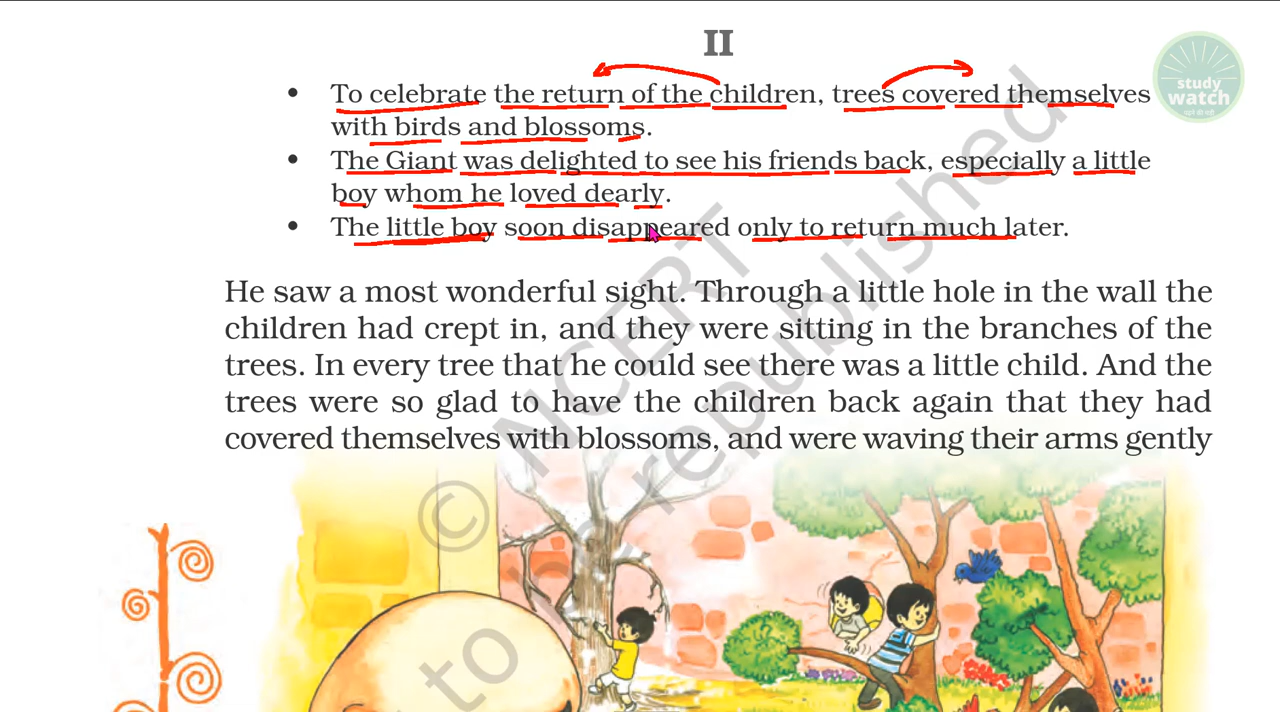 II
study
watch
• To celebrate the return of the children, trees covered themselves
with birds and blossoms.
• The Giant was delighted to see his friends back, especially a little
boy whom he loved dearly.
• The little boy soon disappeared only to return much later.
He saw a most wonderful sight. Through a little hole in the wall the
children had crept in, and they were sitting in the branches of the
trees. In every tree that he could see there was a little child. And the
trees were so glad to have the children back again that they had
covered themselves with blossoms, and were waving their arms gently
© NCERT
to be republished